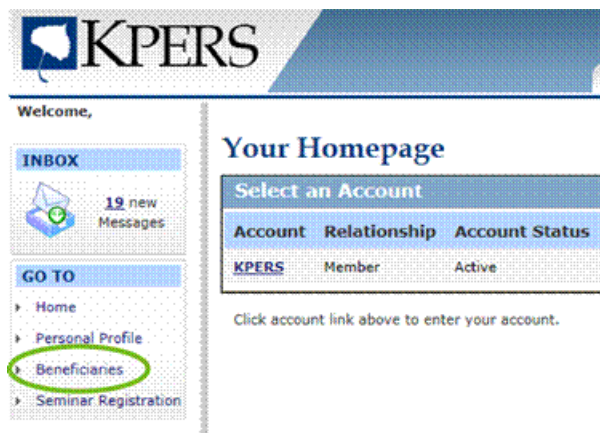 KPERS
Welcome,
INBOX
19 new
Messages
GO TO
Home
Personal Profile
Beneficiaries
Seminar Registration
Your Homepage
Select an Account
Account Relationship Account Status
KPERS Member Active
Click account link above to enter your account.